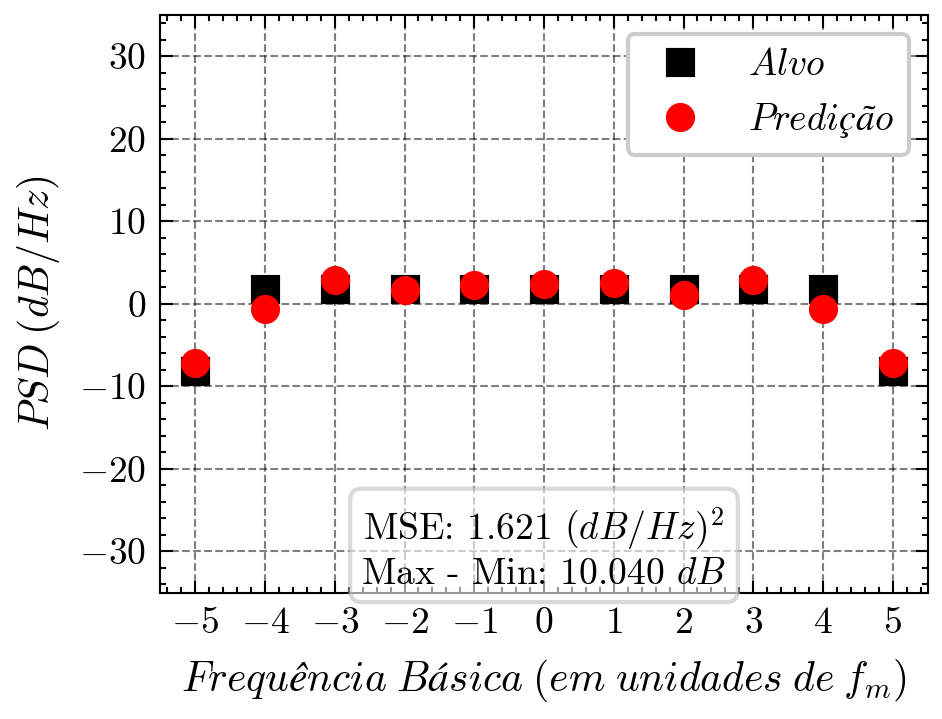 30
20
10
0
−10
−20
−30
PSD (dB/Hz)
Alvo
Predição
MSE: 1.621 (dB/Hz)²
Max - Min: 10.040 dB
−5 −4 −3 −2 −1 0 1 2 3 4 5
Frequência Básica (em unidades de fₘ)